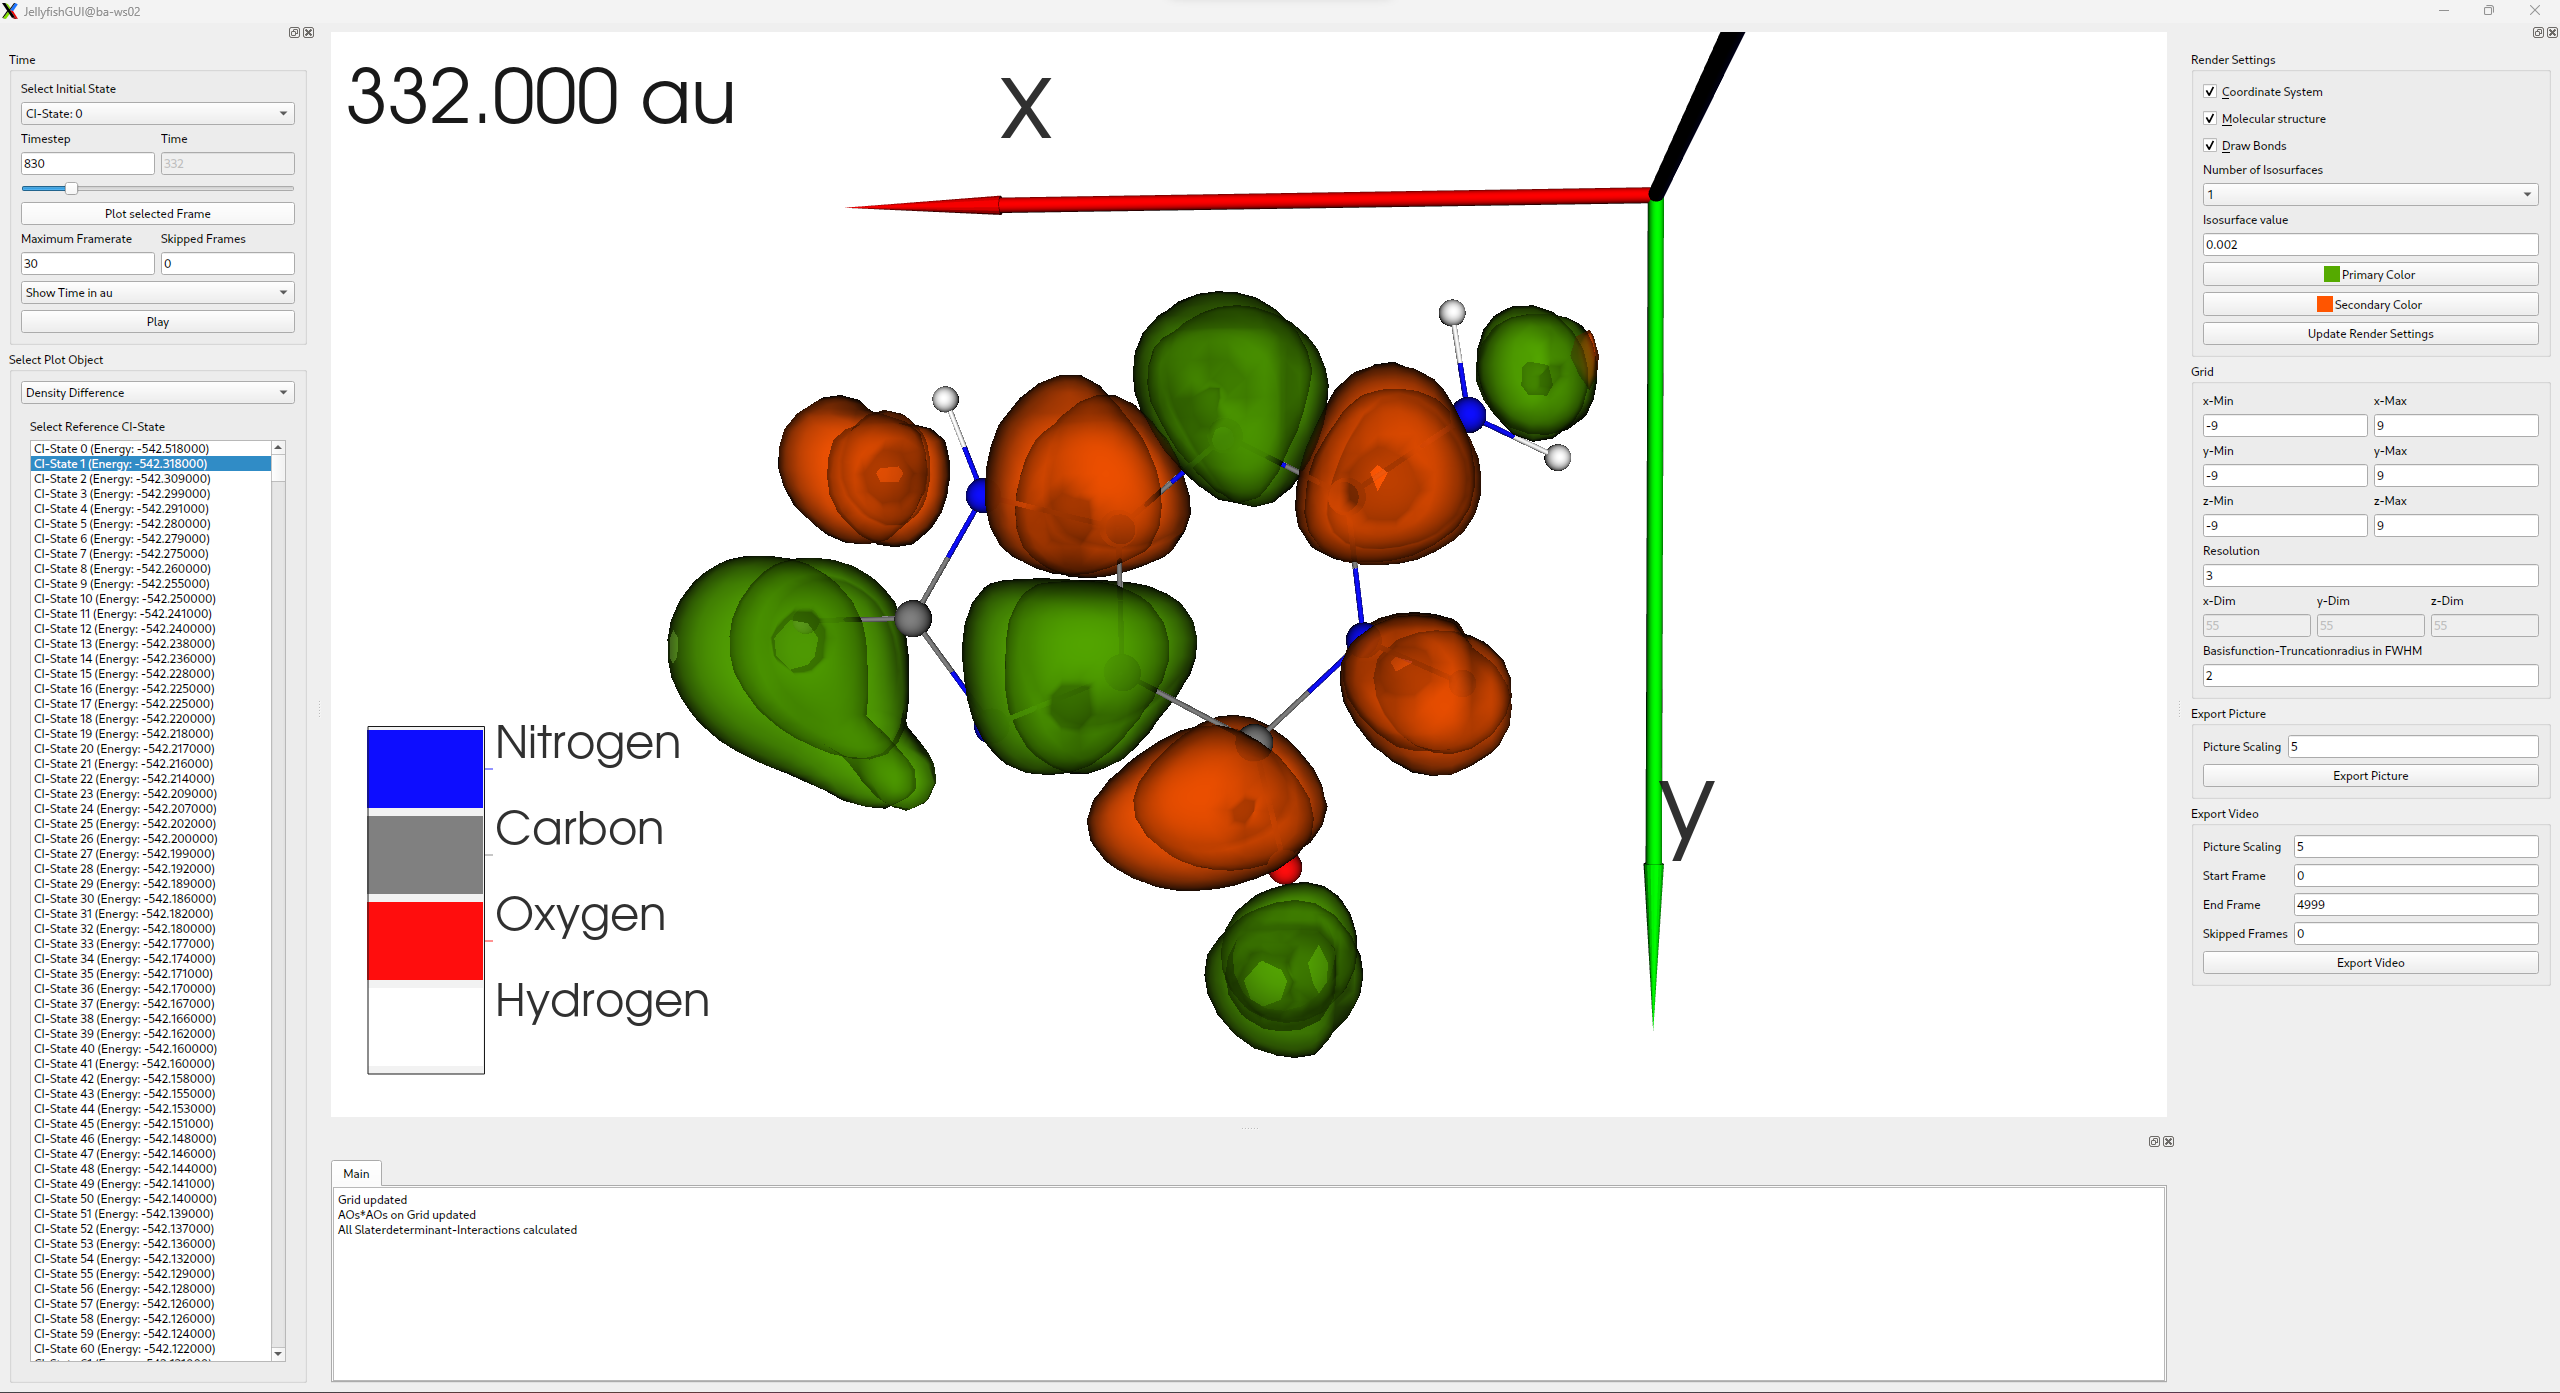 JellyfishGUI@ba-ws02
Time
Select Initial State
CI-State: 0
Timestep Time
830 332
Plot selected Frame
Maximum Framerate Skipped Frames
30 0
Show Time in au
Play
Select Plot Object
Density Difference
Select Reference CI-State
CI-State 0 (Energy: -542.518000)
CI-State 1 (Energy: -542.318000)
CI-State 2 (Energy: -542.309000)
CI-State 3 (Energy: -542.299000)
CI-State 4 (Energy: -542.291000)
CI-State 5 (Energy: -542.280000)
CI-State 6 (Energy: -542.279000)
CI-State 7 (Energy: -542.275000)
CI-State 8 (Energy: -542.260000)
CI-State 9 (Energy: -542.255000)
CI-State 10 (Energy: -542.250000)
CI-State 11 (Energy: -542.241000)
CI-State 12 (Energy: -542.240000)
CI-State 13 (Energy: -542.238000)
CI-State 14 (Energy: -542.236000)
CI-State 15 (Energy: -542.228000)
CI-State 16 (Energy: -542.225000)
CI-State 17 (Energy: -542.225000)
CI-State 18 (Energy: -542.220000)
CI-State 19 (Energy: -542.218000)
CI-State 20 (Energy: -542.217000)
CI-State 21 (Energy: -542.216000)
CI-State 22 (Energy: -542.214000)
CI-State 23 (Energy: -542.209000)
CI-State 24 (Energy: -542.207000)
CI-State 25 (Energy: -542.202000)
CI-State 26 (Energy: -542.200000)
CI-State 27 (Energy: -542.199000)
CI-State 28 (Energy: -542.192000)
CI-State 29 (Energy: -542.189000)
CI-State 30 (Energy: -542.186000)
CI-State 31 (Energy: -542.182000)
CI-State 32 (Energy: -542.180000)
CI-State 33 (Energy: -542.177000)
CI-State 34 (Energy: -542.174000)
CI-State 35 (Energy: -542.171000)
CI-State 36 (Energy: -542.170000)
CI-State 37 (Energy: -542.167000)
CI-State 38 (Energy: -542.166000)
CI-State 39 (Energy: -542.162000)
CI-State 40 (Energy: -542.160000)
CI-State 41 (Energy: -542.160000)
CI-State 42 (Energy: -542.158000)
CI-State 43 (Energy: -542.155000)
CI-State 44 (Energy: -542.153000)
CI-State 45 (Energy: -542.151000)
CI-State 46 (Energy: -542.148000)
CI-State 47 (Energy: -542.146000)
CI-State 48 (Energy: -542.144000)
CI-State 49 (Energy: -542.141000)
CI-State 50 (Energy: -542.140000)
CI-State 51 (Energy: -542.139000)
CI-State 52 (Energy: -542.137000)
CI-State 53 (Energy: -542.136000)
CI-State 54 (Energy: -542.132000)
CI-State 55 (Energy: -542.129000)
CI-State 56 (Energy: -542.128000)
CI-State 57 (Energy: -542.126000)
CI-State 58 (Energy: -542.126000)
CI-State 59 (Energy: -542.124000)
CI-State 60 (Energy: -542.122000)
332.000 au
X
y
Nitrogen
Carbon
Oxygen
Hydrogen
Main
Grid updated
AOs*AOs on Grid updated
All Slaterdeterminant-Interactions calculated
Render Settings
Coordinate System
Molecular structure
Draw Bonds
Number of Isosurfaces
1
Isosurface value
0.002
Primary Color
Secondary Color
Update Render Settings
Grid
x-Min x-Max
-9 9
y-Min y-Max
-9 9
z-Min z-Max
-9 9
Resolution
3
x-Dim y-Dim z-Dim
55 55 55
Basisfunction-Truncationradius in FWHM
2
Export Picture
Picture Scaling 5
Export Picture
Export Video
Picture Scaling 5
Start Frame 0
End Frame 4999
Skipped Frames 0
Export Video